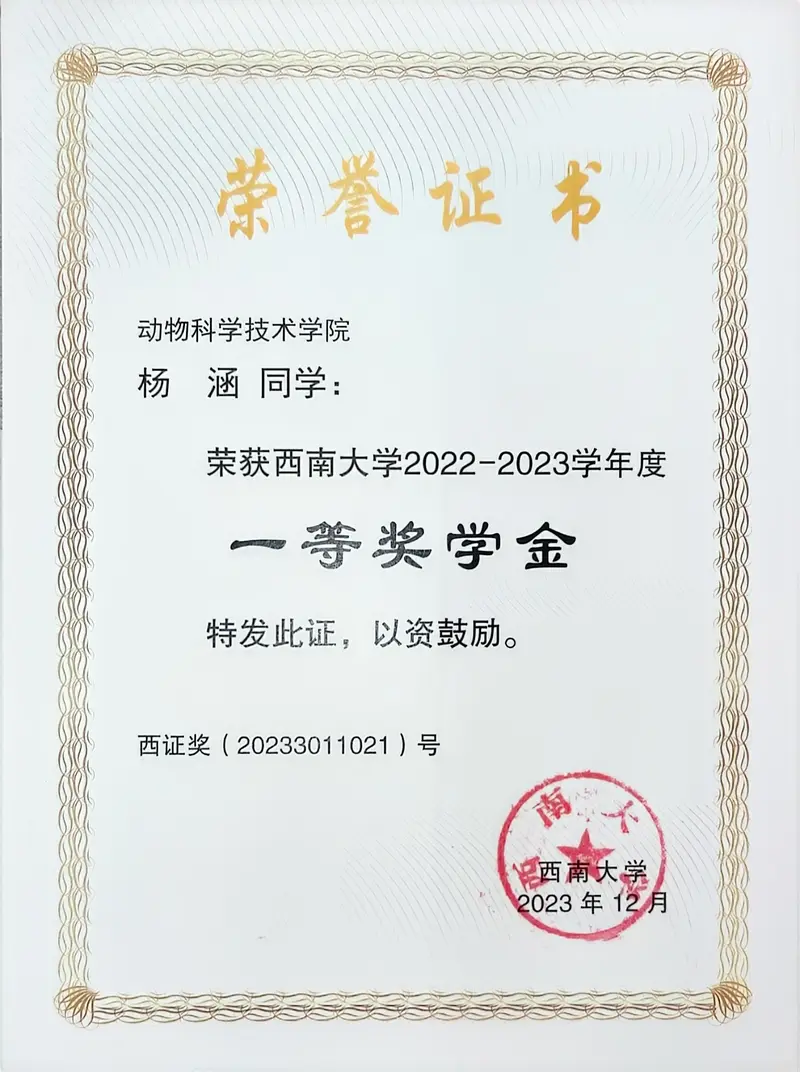 荣誉证书
动物科学技术学院
杨 涵 同学：
荣获西南大学2022-2023学年度
一等奖学金
特发此证，以资鼓励。
西证奖（20233011021）号
西南大学
西南大学
2023 年 12 月